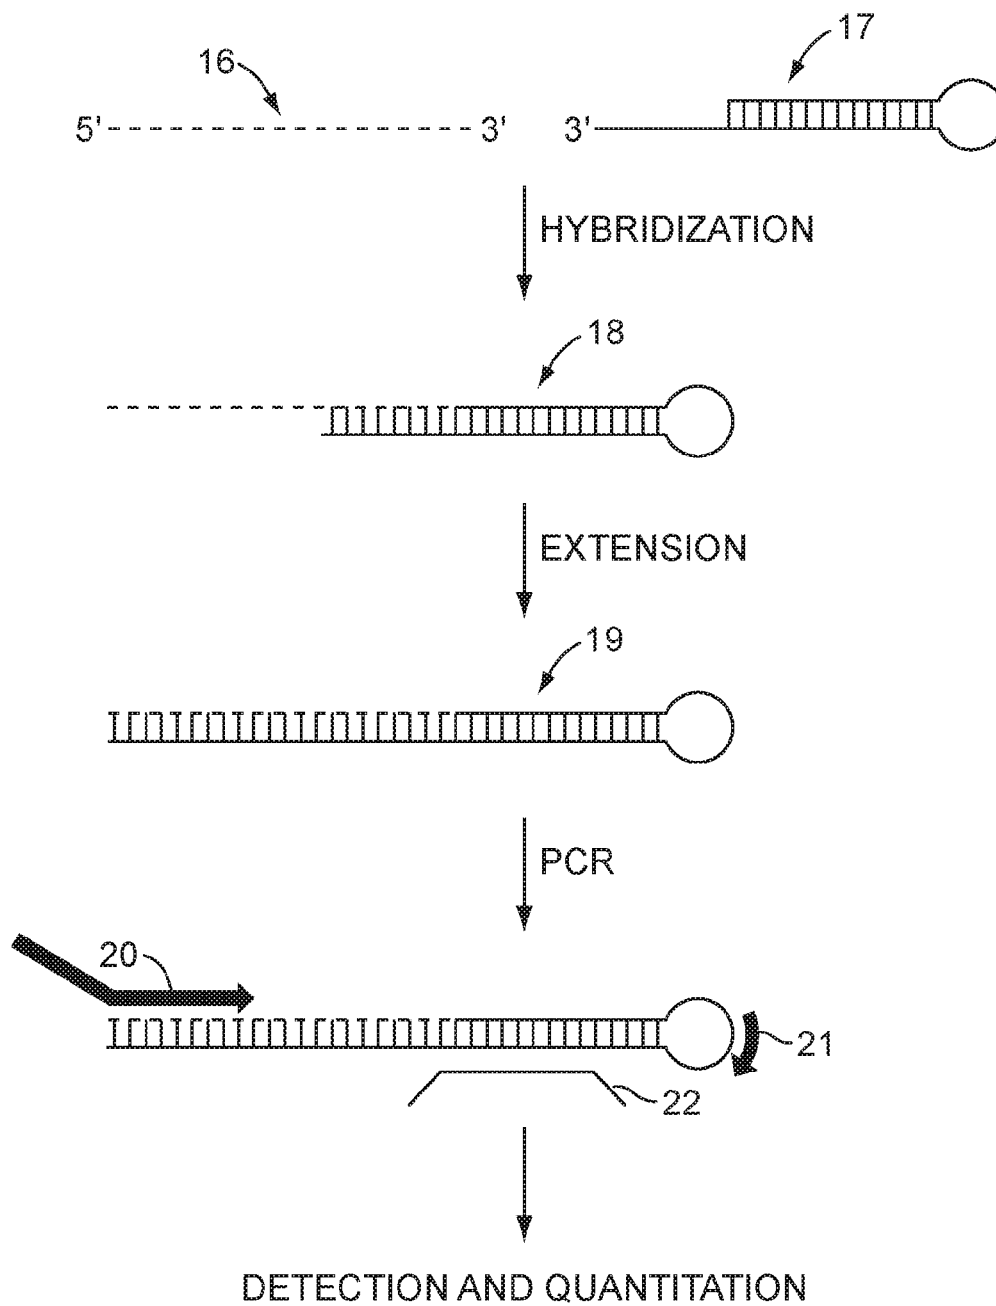 16
17
5' 3' 3'
HYBRIDIZATION
18
EXTENSION
19
PCR
20
21
22
DETECTION AND QUANTITATION